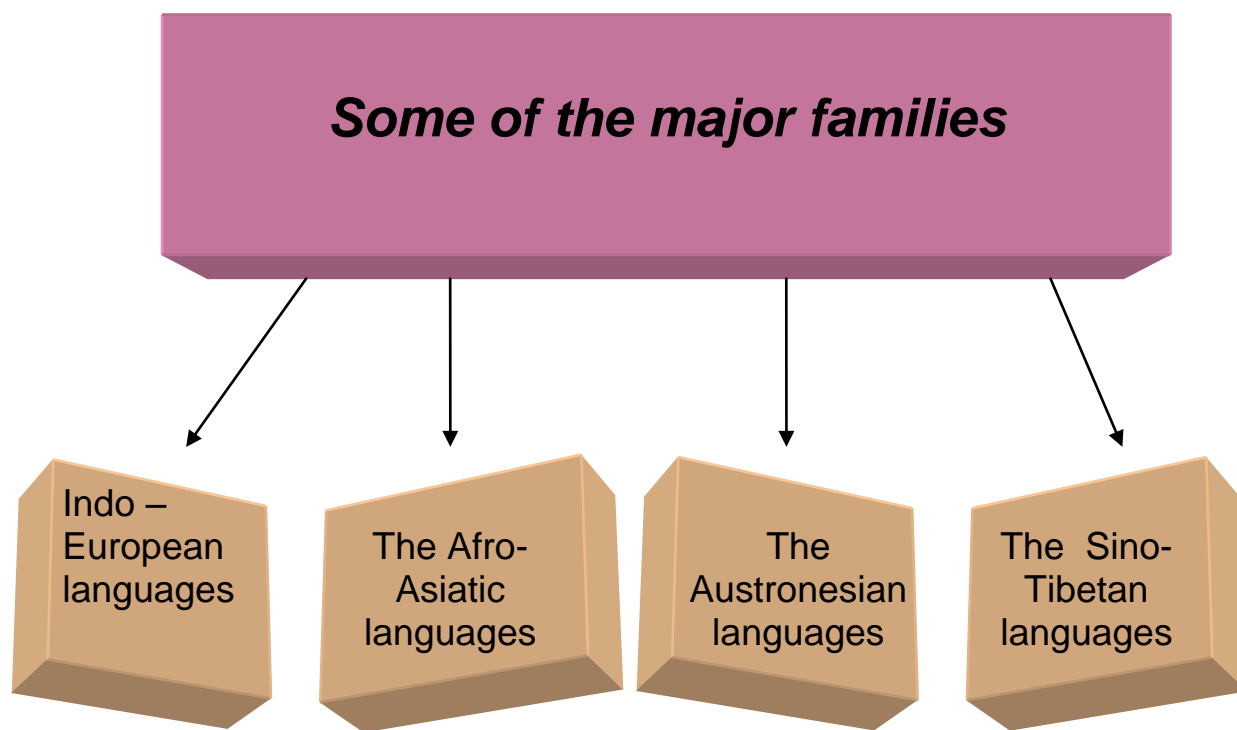 Some of the major families
Indo –
European
languages
The Afro-
Asiatic
languages
The
Austronesian
languages
The Sino-
Tibetan
languages